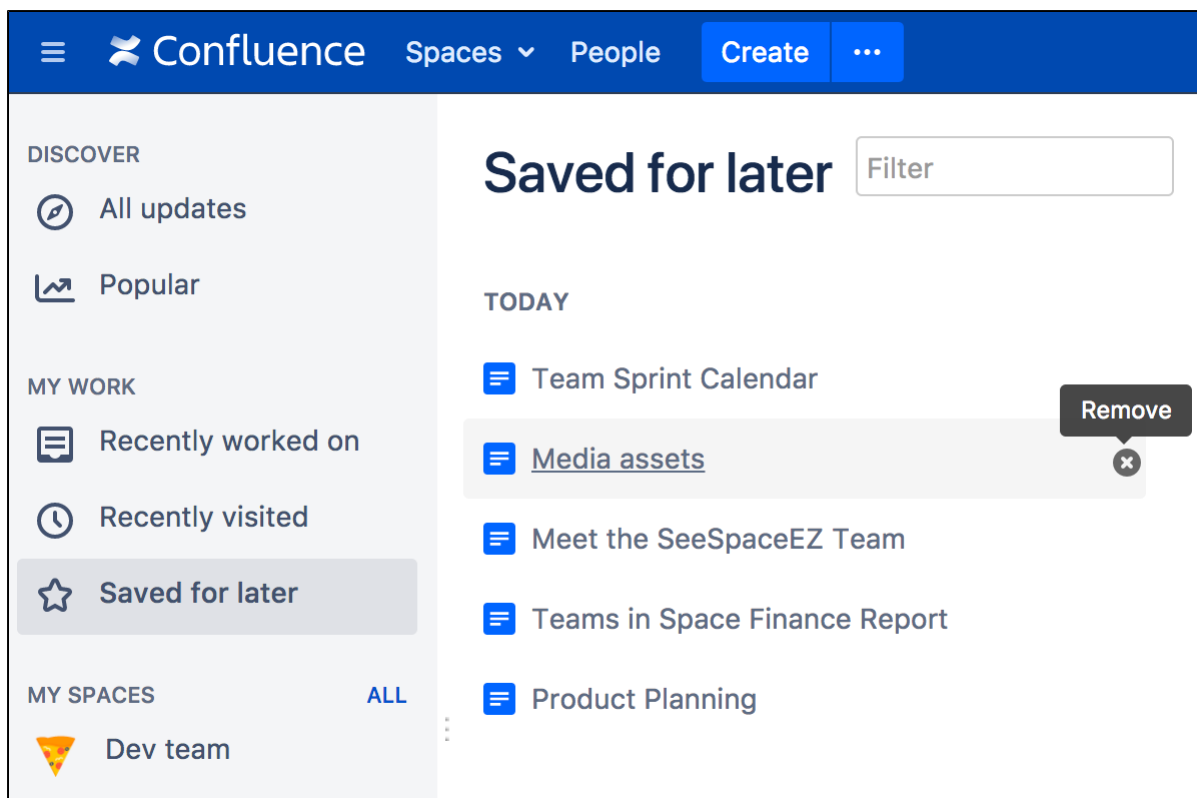 Confluence Spaces People Create
DISCOVER
All updates
Popular
MY WORK
Recently worked on
Recently visited
Saved for later
MY SPACES ALL
Dev team
Saved for later Filter
TODAY
Team Sprint Calendar
Remove
Media assets
Meet the SeeSpaceEZ Team
Teams in Space Finance Report
Product Planning